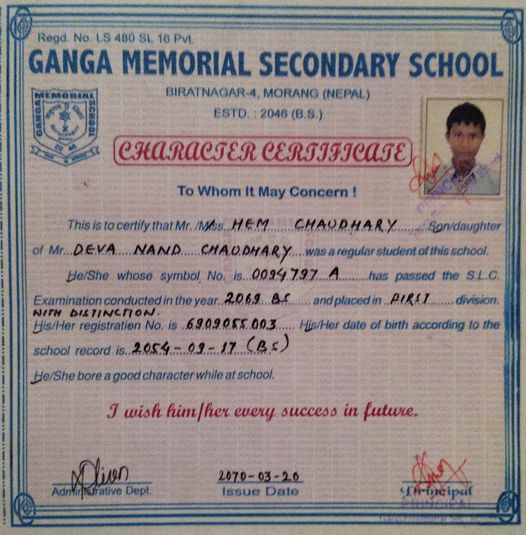 Regd. No. LS 480 SL 16 Pvt.
GANGA MEMORIAL SECONDARY SCHOOL
BIRATNAGAR-4, MORANG (NEPAL)
ESTD. : 2046 (B.S.)
GANGA MEMORIAL SCHOOL
CHARACTER CERTIFICATE
To Whom It May Concern !
This is to certify that Mr. /Miss HEM CHAUDHARY Son/daughter
of Mr. DEVA NAND CHAUDHARY was a regular student of this school.
He/She whose symbol No. is 0094797 A has passed the S.L.C.
Examination conducted in the year 2069 BS and placed in FIRST division.
WITH DISTINCTION.
His/Her registration No. is 6909055003 His/Her date of birth according to the
school record is 2054-09-17 (BS)
He/She bore a good character while at school.
I wish him/her every success in future.
2070-03-20
Administrative Dept.
Issue Date
Principal
PRINCIPAL